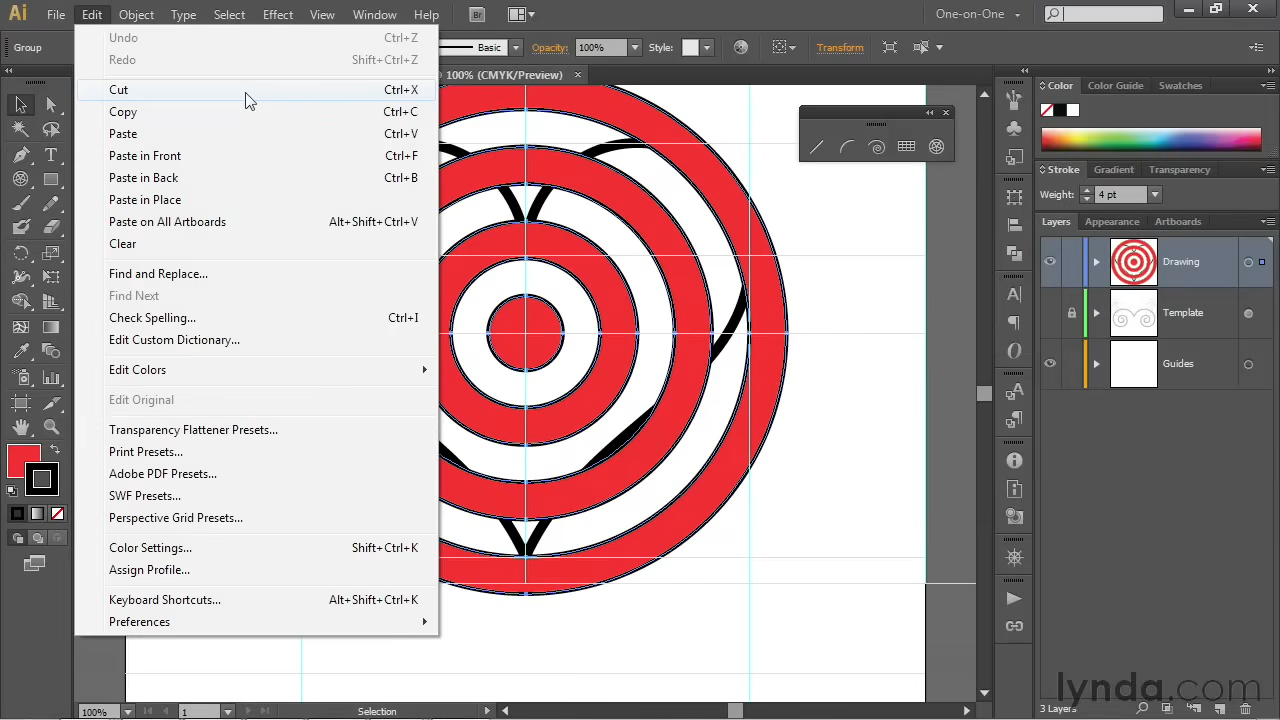 Ai File Edit Object Type Select Effect View Window Help Br One-on-One
Group Basic Opacity: 100% Style: Transform
100% (CMYK/Preview)
Undo Ctrl+Z
Redo Shift+Ctrl+Z
Cut Ctrl+X
Copy Ctrl+C
Paste Ctrl+V
Paste in Front Ctrl+F
Paste in Back Ctrl+B
Paste in Place
Paste on All Artboards Alt+Shift+Ctrl+V
Clear
Find and Replace...
Find Next
Check Spelling... Ctrl+I
Edit Custom Dictionary...
Edit Colors
Edit Original
Transparency Flattener Presets...
Print Presets...
Adobe PDF Presets...
SWF Presets...
Perspective Grid Presets...
Color Settings... Shift+Ctrl+K
Assign Profile...
Keyboard Shortcuts... Alt+Shift+Ctrl+K
Preferences
Color Color Guide Swatches
Stroke Gradient Transparency
Weight: 4 pt
Layers Appearance Artboards
Drawing
Template
Guides
lynda.com
100% 1 Selection 3 Layers